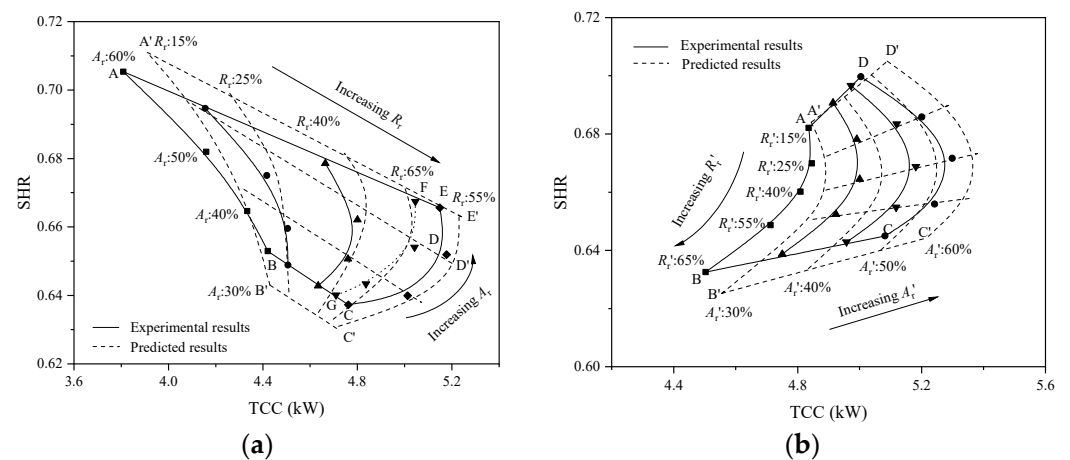 0.72
0.70
0.68
0.66
0.64
0.62
SHR
3.6 4.0 4.4 4.8 5.2
TCC (kW)
A' Rr:15%
Ar:60%
A
Rr:25%
Increasing Rr
Rr:40%
Ar:50%
Rr:65%
F
Rr:55%
E
E'
Ar:40%
D
B
D'
Ar:30%
B'
G
C
C'
Increasing Ar
Experimental results
Predicted results
(a)
0.72
0.68
0.64
0.60
SHR
4.4 4.8 5.2 5.6
TCC (kW)
Experimental results
Predicted results
D'
D
A
A'
Rr':15%
Rr':25%
Rr':40%
Rr':55%
Rr':65%
Increasing Rr'
B
B'
C
C'
Ar':60%
Ar':50%
Ar':40%
Ar':30%
Increasing Ar'
(b)